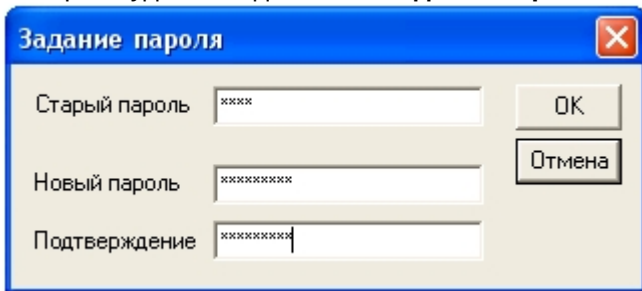 Задание пароля
Старый пароль **** OK
Отмена
Новый пароль *********
Подтверждение *********